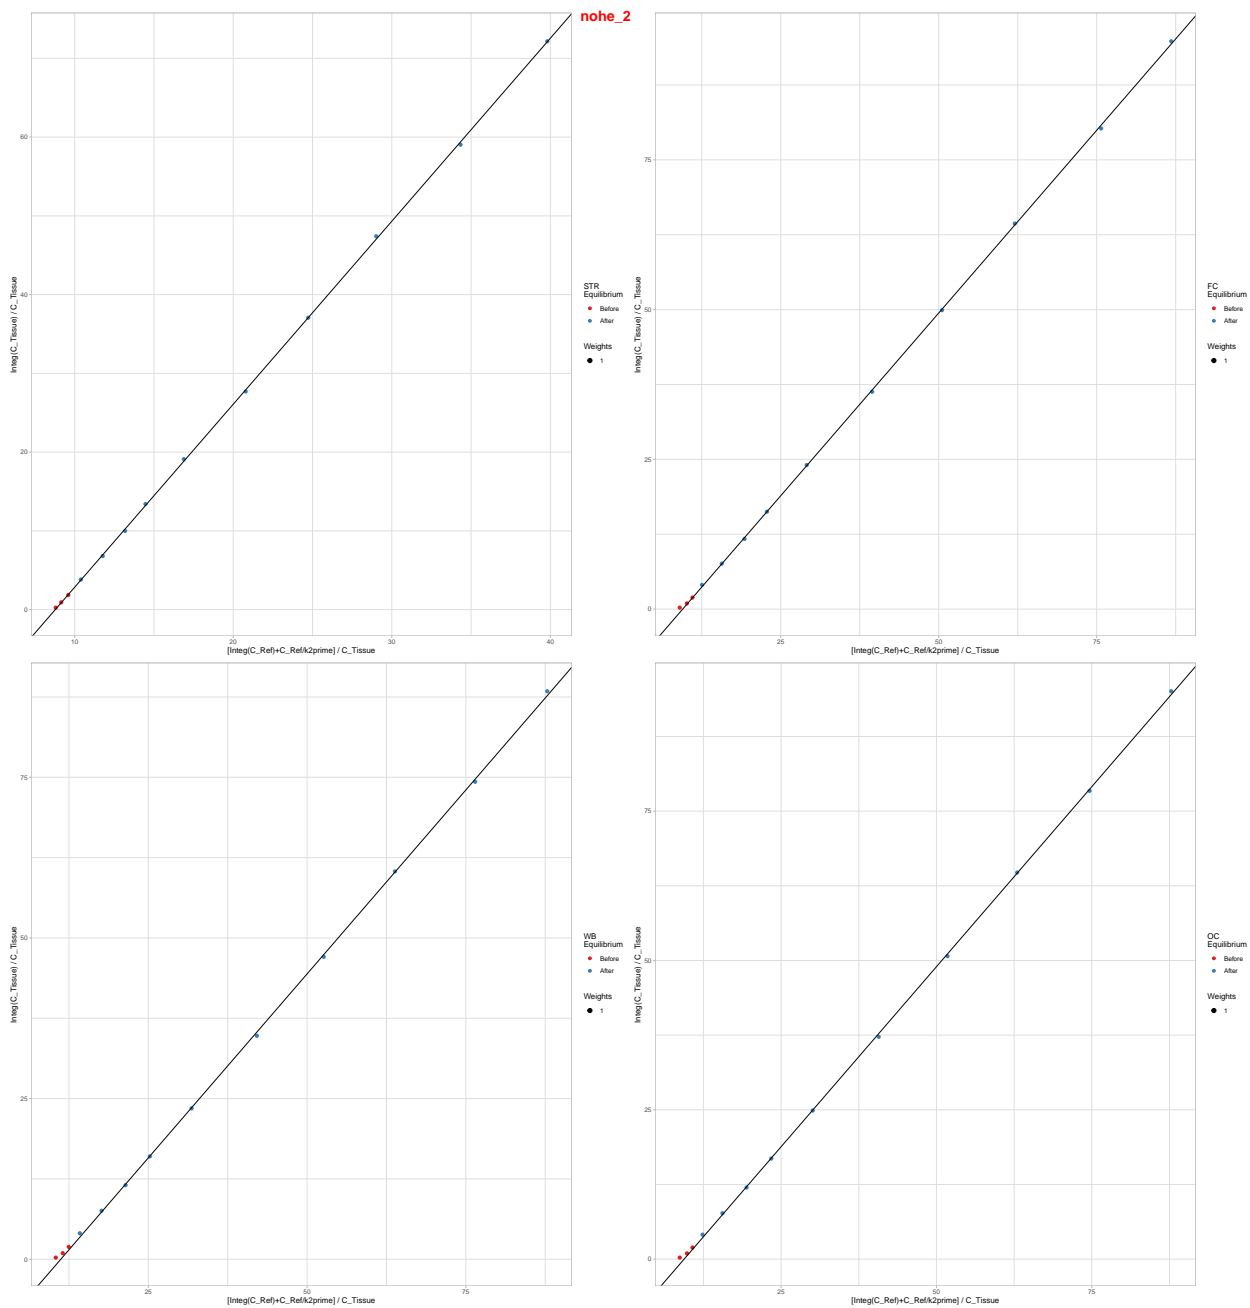 nohe_2
Integ(C_Tissue) / C_Tissue
60
40
20
0
10
20
30
40
[Integ(C_Ref)+C_Ref/k2prime] / C_Tissue
STR
Equilibrium
Before
After
Weights
1
Integ(C_Tissue) / C_Tissue
75
50
25
0
25
50
75
[Integ(C_Ref)+C_Ref/k2prime] / C_Tissue
FC
Equilibrium
Before
After
Weights
1
Integ(C_Tissue) / C_Tissue
75
50
25
0
25
50
75
[Integ(C_Ref)+C_Ref/k2prime] / C_Tissue
WB
Equilibrium
Before
After
Weights
1
Integ(C_Tissue) / C_Tissue
75
50
25
0
25
50
75
[Integ(C_Ref)+C_Ref/k2prime] / C_Tissue
OC
Equilibrium
Before
After
Weights
1